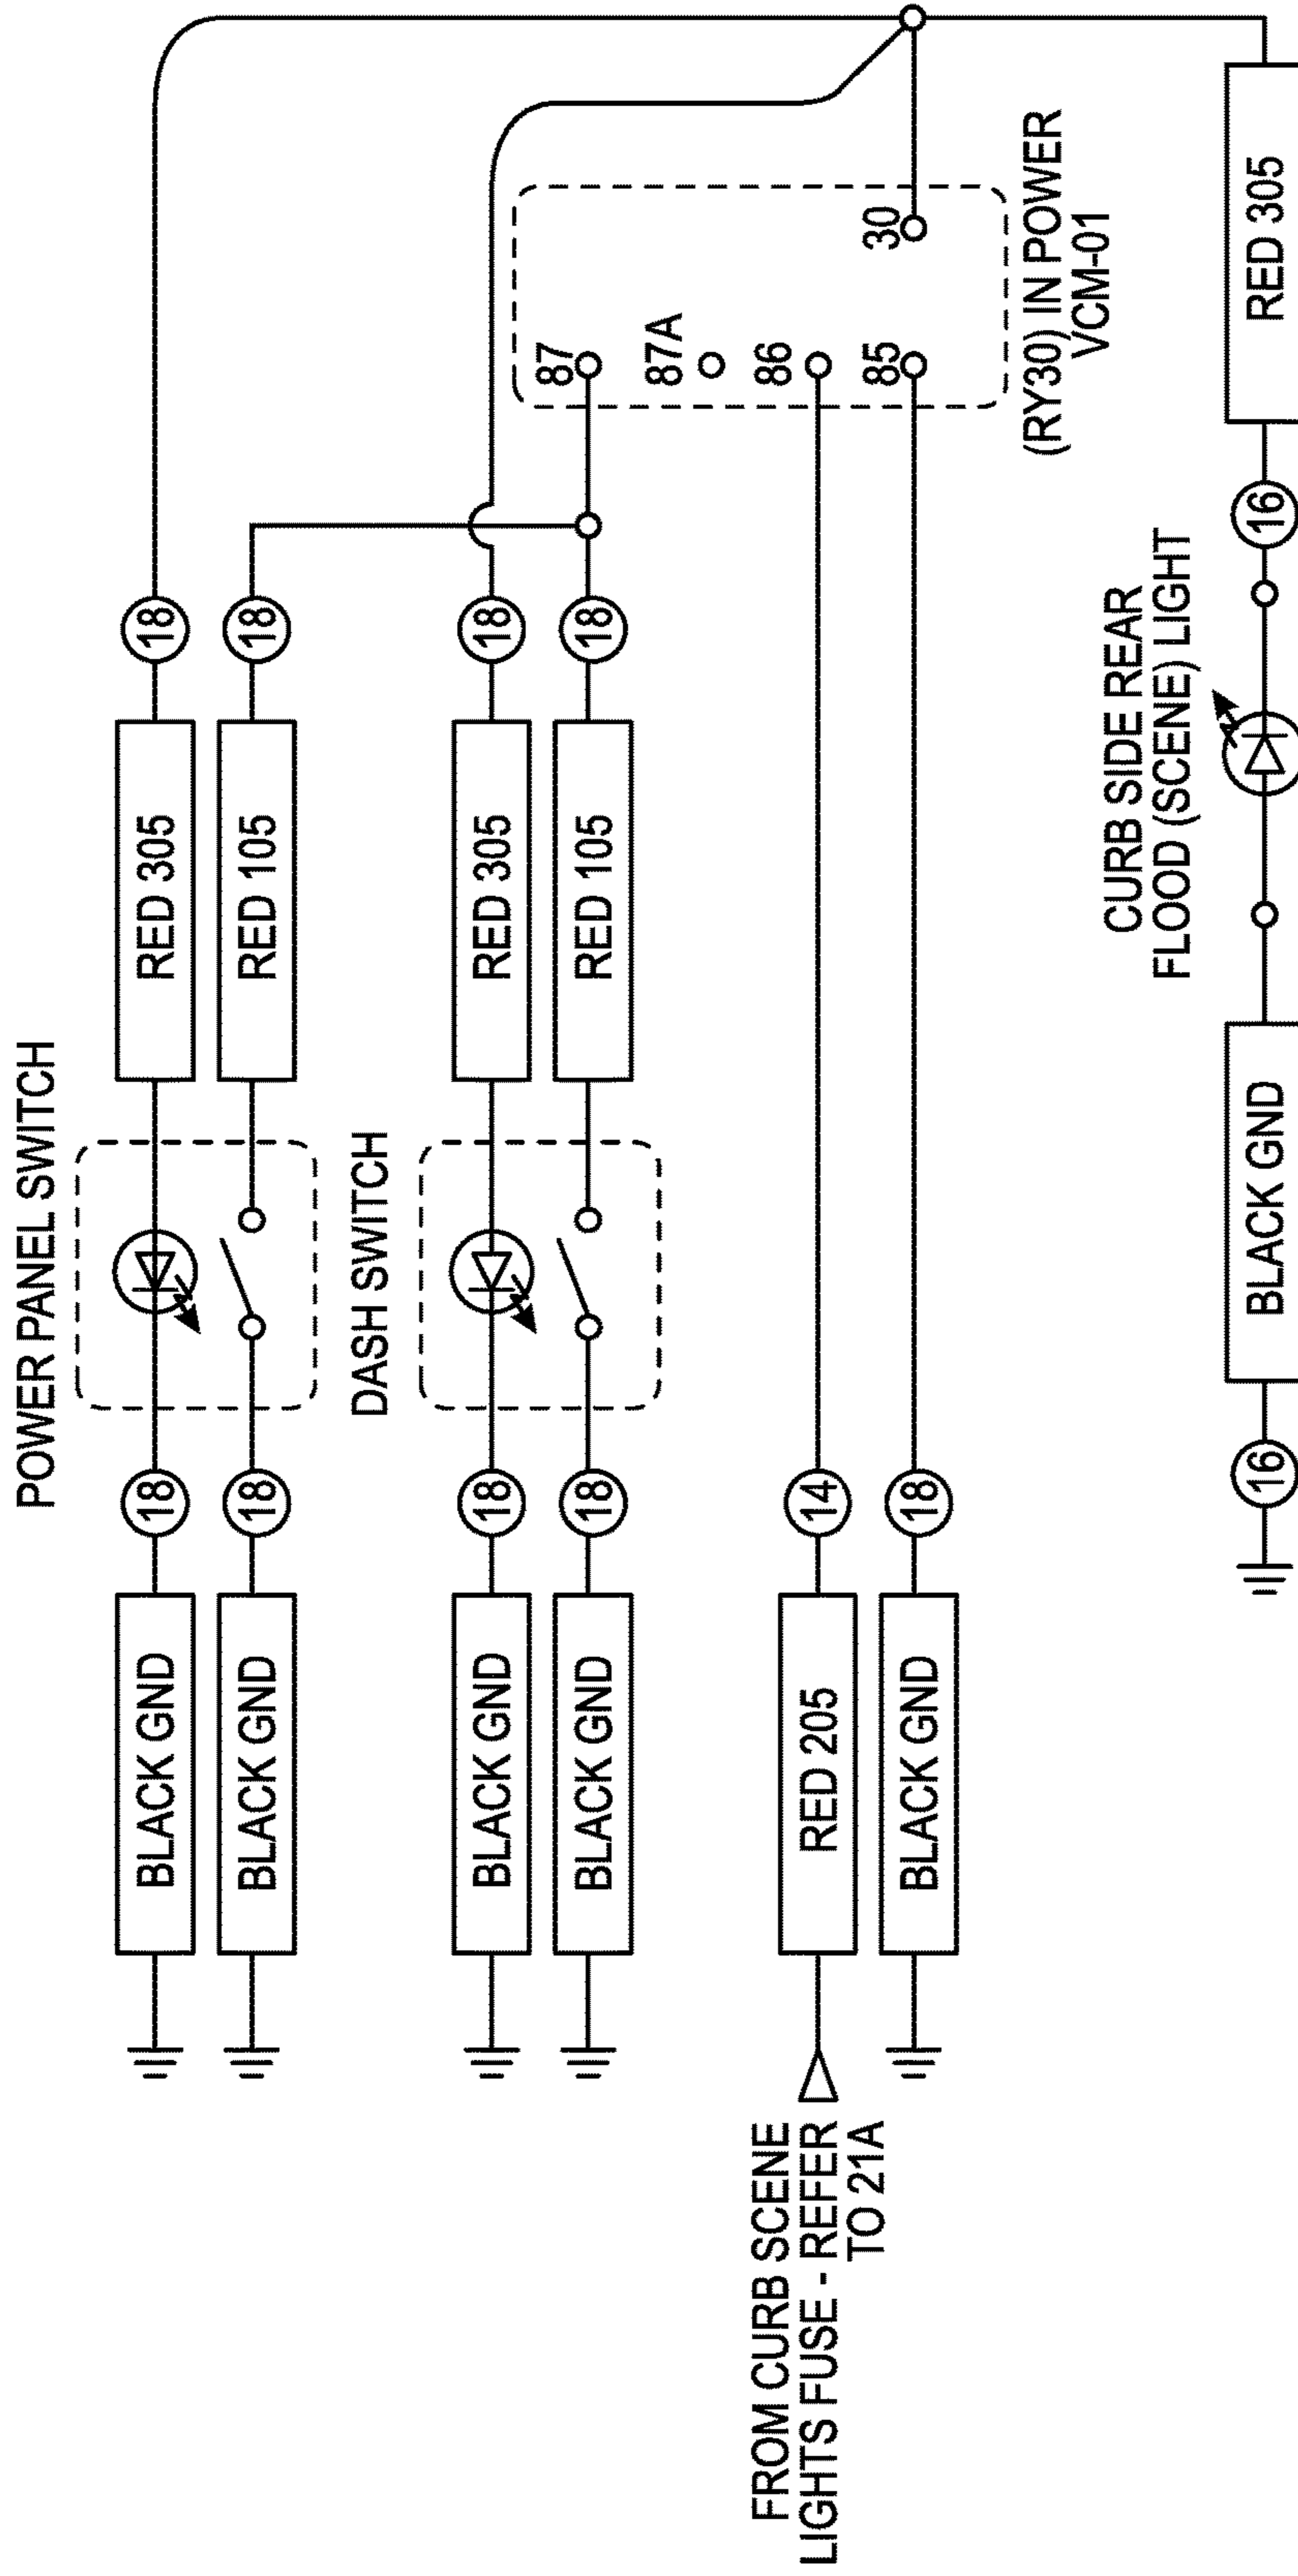 POWER PANEL SWITCH
BLACK GND
18
RED 305
18
BLACK GND
18
RED 105
18
DASH SWITCH
BLACK GND
18
RED 305
18
BLACK GND
18
RED 105
18
87
87A
86
85
30
FROM CURB SCENE
LIGHTS FUSE - REFER
TO 21A
RED 205
14
BLACK GND
18
(RY30) IN POWER
VCM-01
CURB SIDE REAR
FLOOD (SCENE) LIGHT
16
BLACK GND
16
RED 305